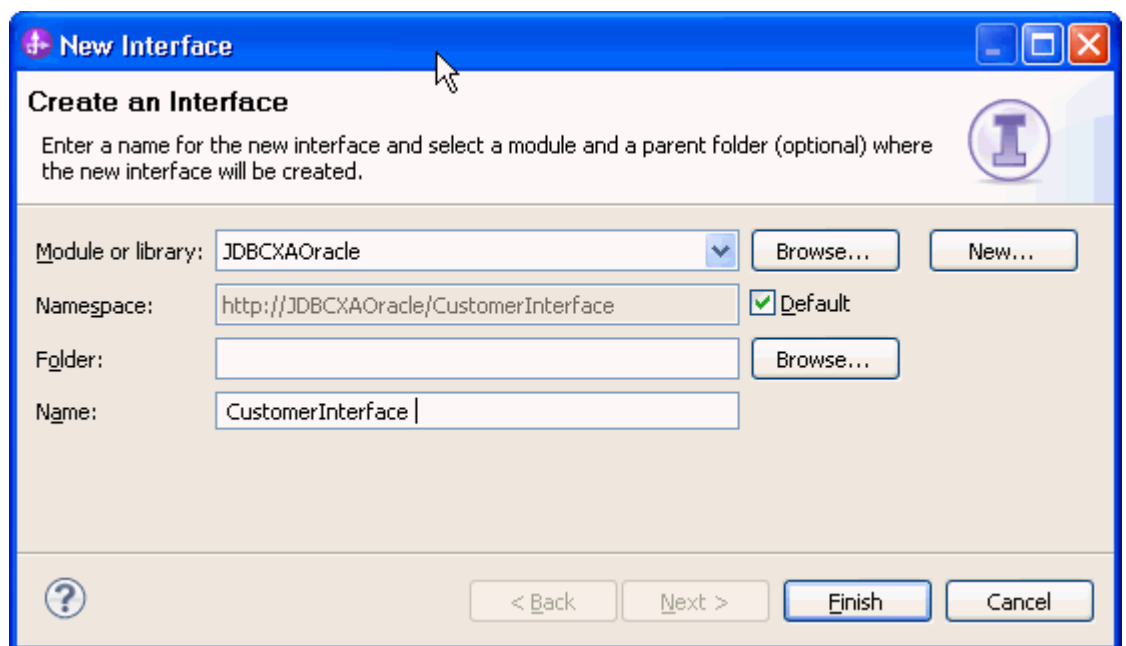 New Interface
Create an Interface
Enter a name for the new interface and select a module and a parent folder (optional) where
the new interface will be created.
Module or library: JDBCXAOracle Browse... New...
Namespace: http://JDBCXAOracle/CustomerInterface Default
Folder: Browse...
Name: CustomerInterface
? < Back Next > Finish Cancel